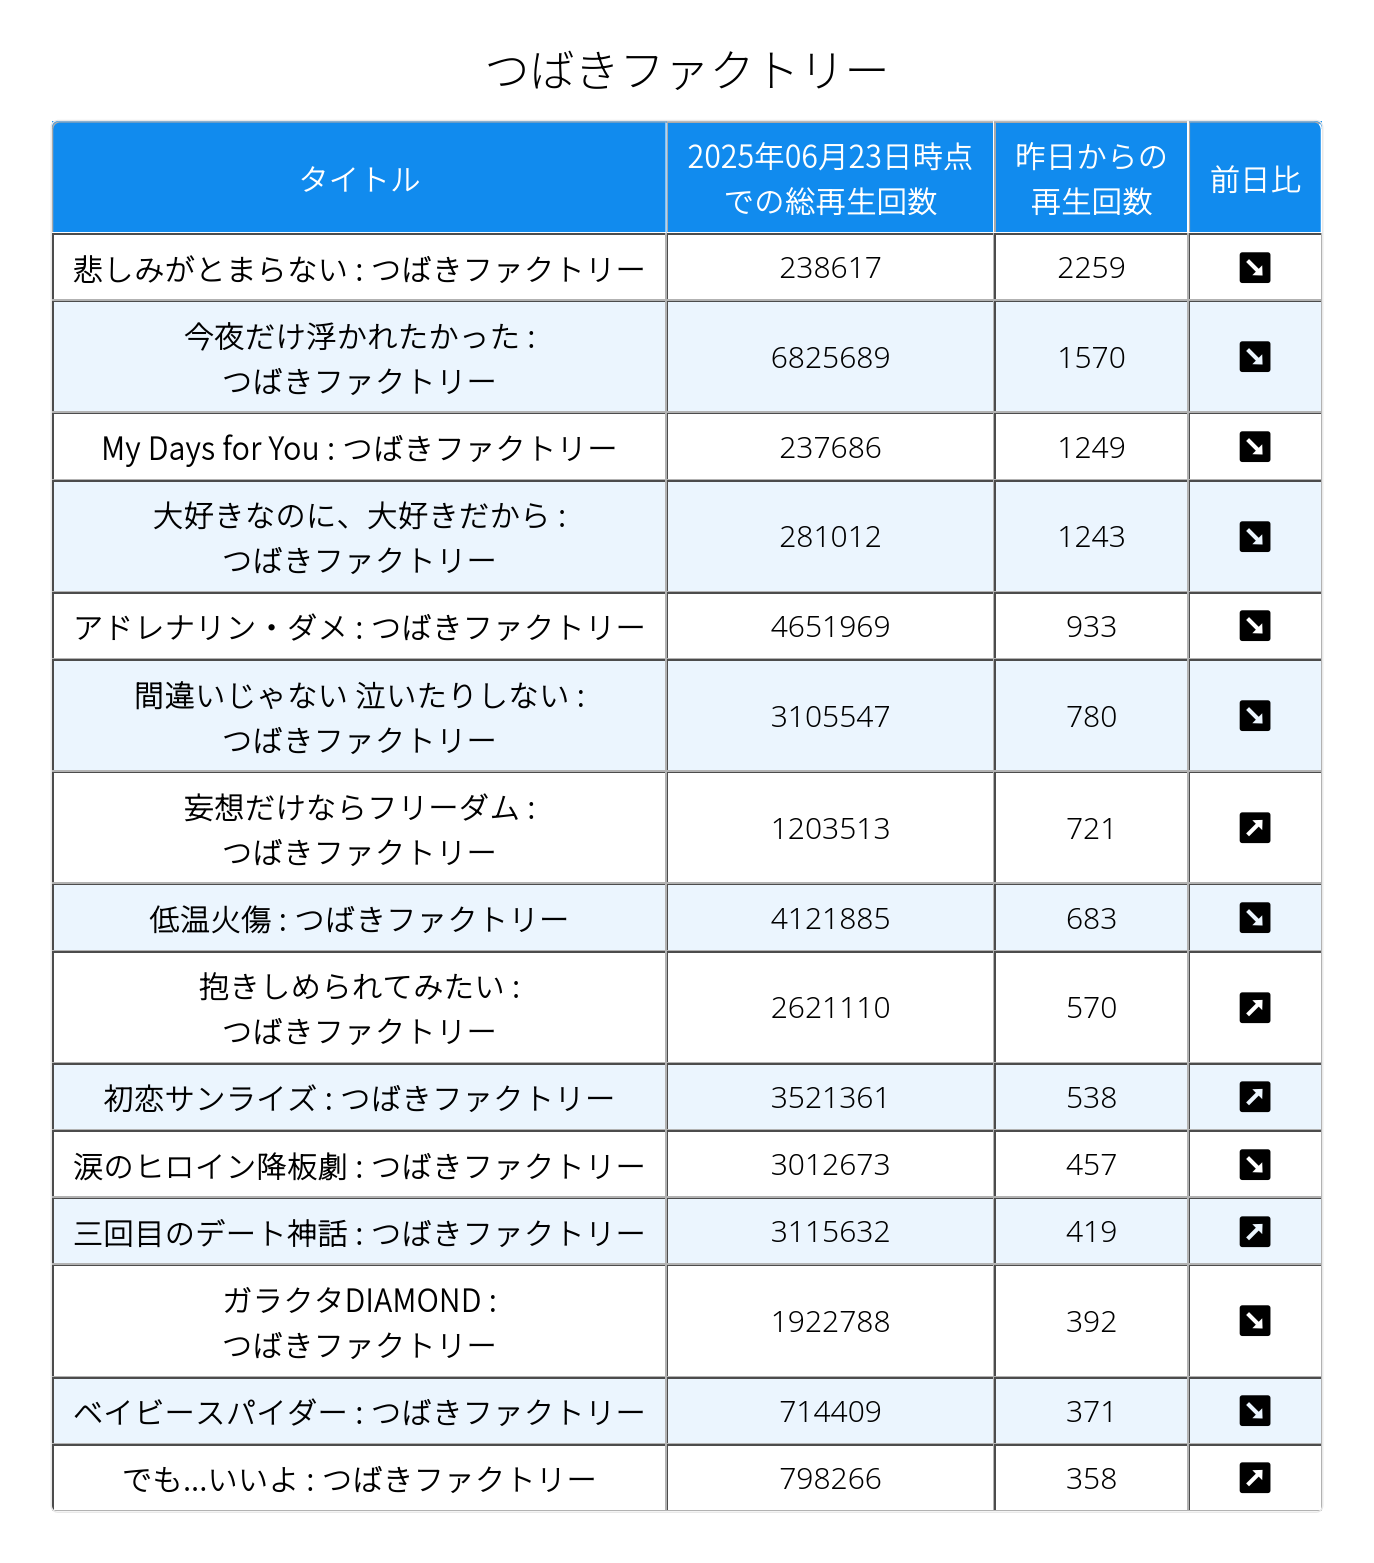 つばきファクトリー
タイトル
2025年06月23日時点
での総再生回数
昨日からの
再生回数
前日比
悲しみがとまらない : つばきファクトリー
238617
2259
今夜だけ浮かれたかった :
つばきファクトリー
6825689
1570
My Days for You : つばきファクトリー
237686
1249
大好きなのに、大好きだから :
つばきファクトリー
281012
1243
アドレナリン・ダメ : つばきファクトリー
4651969
933
間違いじゃない 泣いたりしない :
つばきファクトリー
3105547
780
妄想だけならフリーダム :
つばきファクトリー
1203513
721
低温火傷 : つばきファクトリー
4121885
683
抱きしめられてみたい :
つばきファクトリー
2621110
570
初恋サンライズ : つばきファクトリー
3521361
538
涙のヒロイン降板劇 : つばきファクトリー
3012673
457
三回目のデート神話 : つばきファクトリー
3115632
419
ガラクタDIAMOND :
つばきファクトリー
1922788
392
ベイビースパイダー : つばきファクトリー
714409
371
でも...いいよ : つばきファクトリー
798266
358